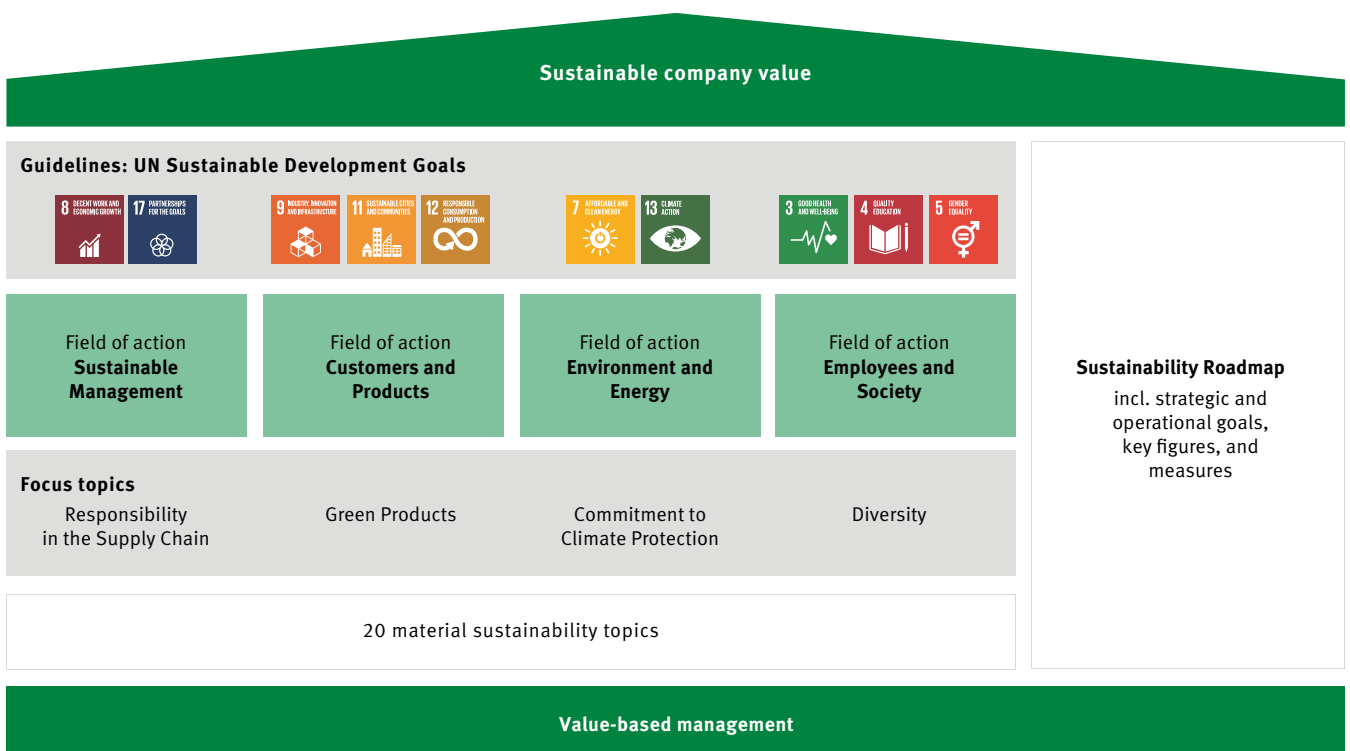 Sustainable company value
Guidelines: UN Sustainable Development Goals
8 DECENT WORK AND
ECONOMIC GROWTH
17 PARTNERSHIPS
FOR THE GOALS
9 INDUSTRY, INNOVATION
AND INFRASTRUCTURE
11 SUSTAINABLE CITIES
AND COMMUNITIES
12 RESPONSIBLE
CONSUMPTION
AND PRODUCTION
7 AFFORDABLE AND
CLEAN ENERGY
13 CLIMATE
ACTION
3 GOOD HEALTH
AND WELL-BEING
4 QUALITY
EDUCATION
5 GENDER
EQUALITY
Field of action
Sustainable
Management
Field of action
Customers and
Products
Field of action
Environment and
Energy
Field of action
Employees and
Society
Focus topics
Responsibility
in the Supply Chain
Green Products
Commitment to
Climate Protection
Diversity
20 material sustainability topics
Sustainability Roadmap
incl. strategic and
operational goals,
key figures, and
measures
Value-based management